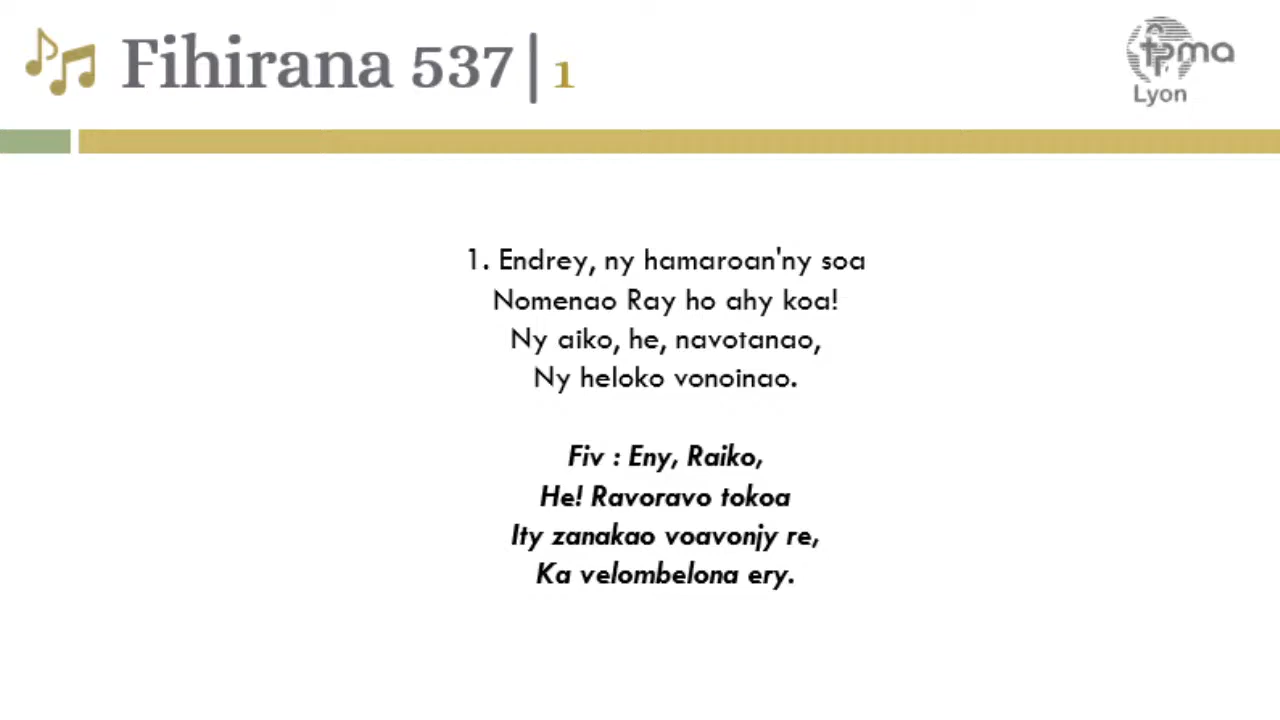 Fihirana 537|1
fpma
Lyon
1. Endrey, ny hamaroan'ny soa
Nomenao Ray ho ahy koa!
Ny aiko, he, navotanao,
Ny heloko vonoinao.
Fiv : Eny, Raiko,
He! Ravoravo tokoa
Ity zanakao voavonjy re,
Ka velombelona ery.